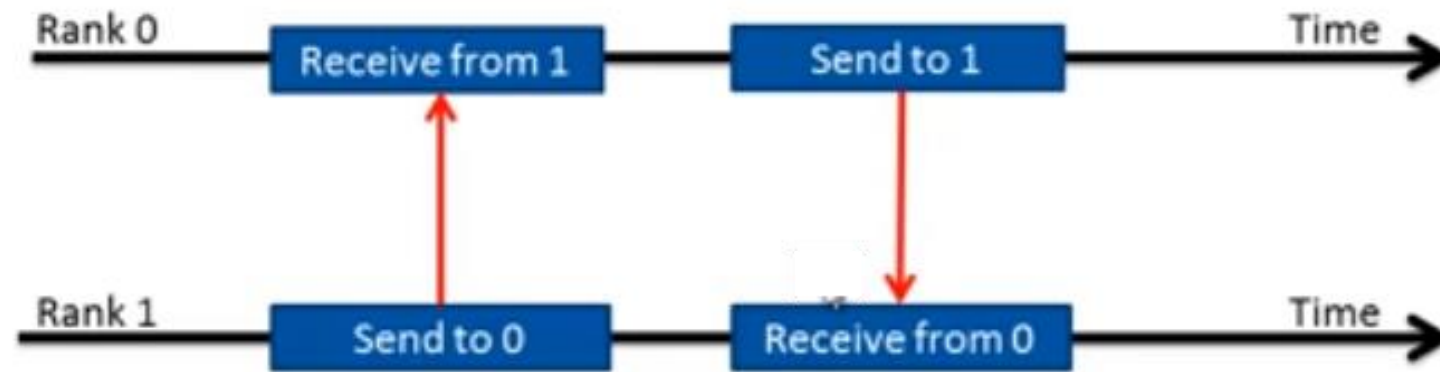 Rank 0
Time
Receive from 1
Send to 1
Rank 1
Time
Send to 0
Receive from 0